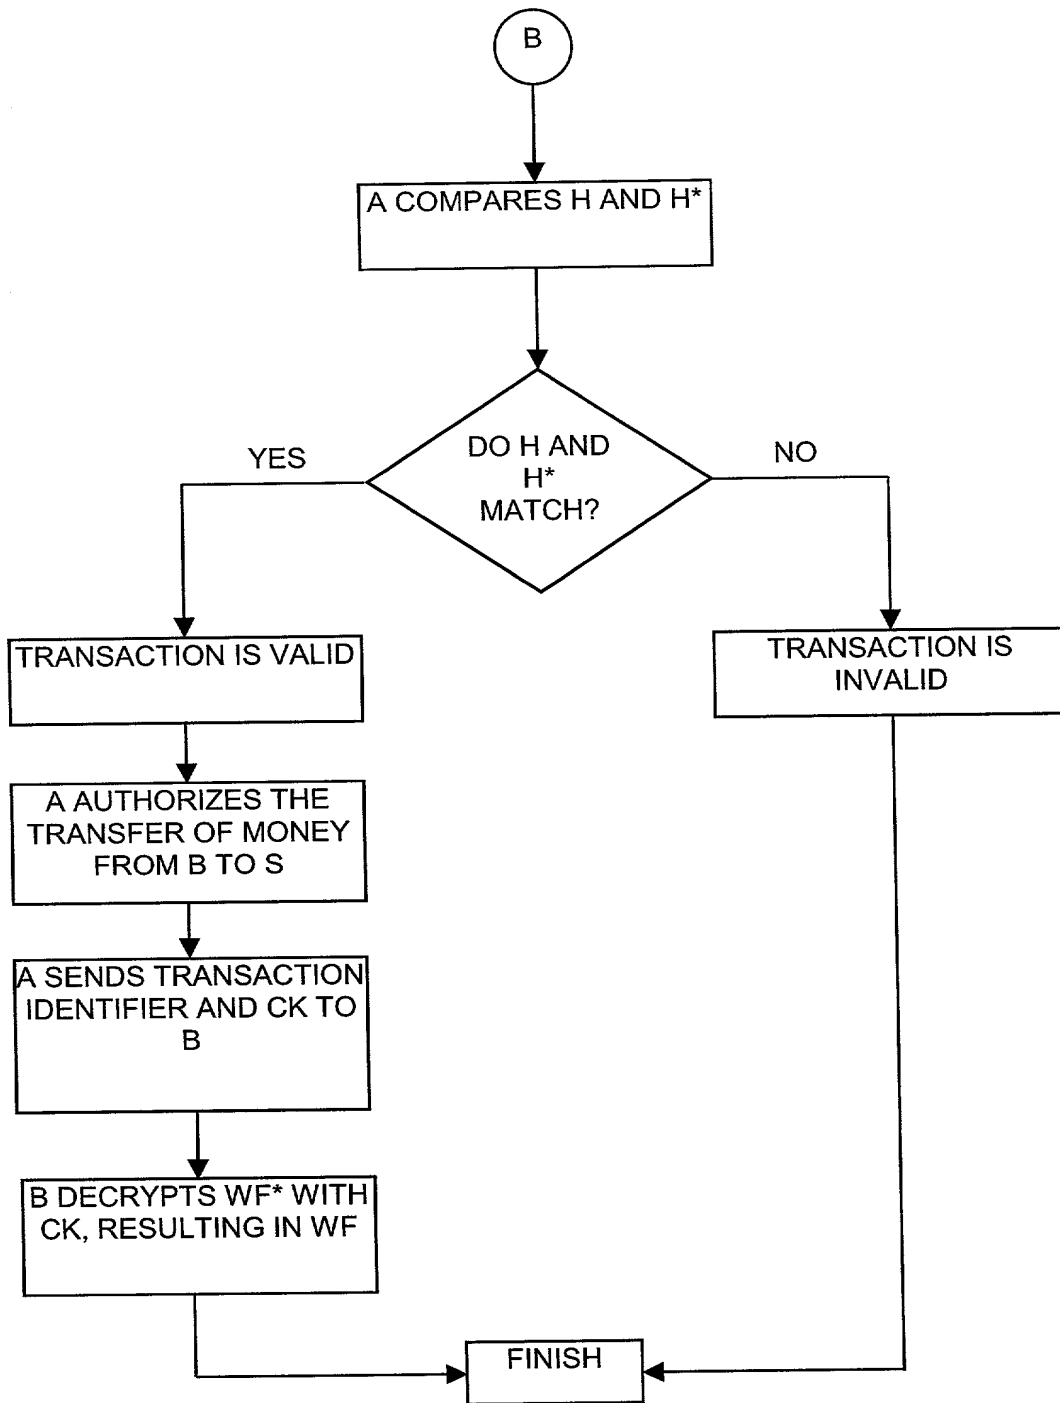 B
A COMPARES H AND H*
DO H AND
H*
MATCH?
YES
NO
TRANSACTION IS VALID
TRANSACTION IS
INVALID
A AUTHORIZES THE
TRANSFER OF MONEY
FROM B TO S
A SENDS TRANSACTION
IDENTIFIER AND CK TO
B
B DECRYPTS WF* WITH
CK, RESULTING IN WF
FINISH